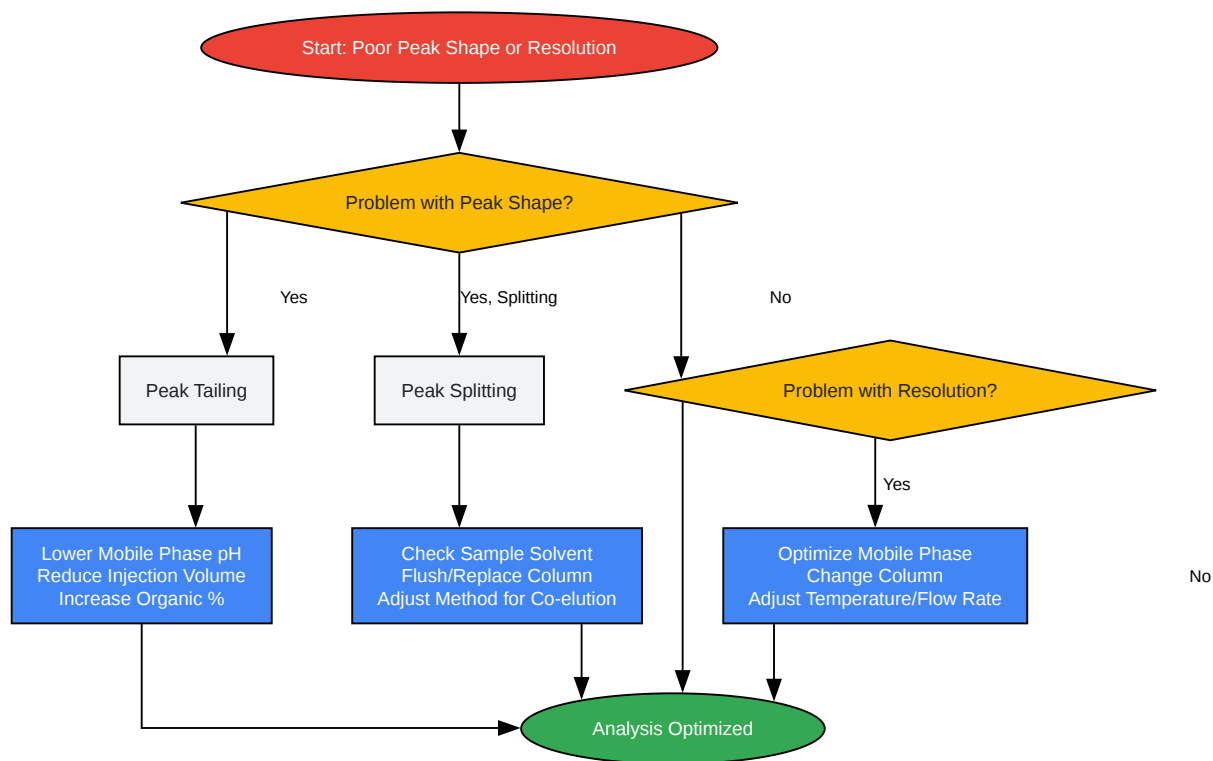 Start: Poor Peak Shape or Resolution
Problem with Peak Shape?
Yes
Yes, Splitting
No
Peak Tailing
Peak Splitting
Problem with Resolution?
Yes
Lower Mobile Phase pH
Reduce Injection Volume
Increase Organic %
Check Sample Solvent
Flush/Replace Column
Adjust Method for Co-elution
Optimize Mobile Phase
Change Column
Adjust Temperature/Flow Rate
No
Analysis Optimized